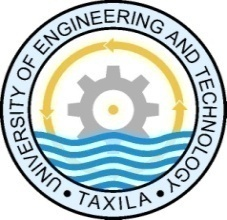 UNIVERSITY OF ENGINEERING AND TECHNOLOGY
• TAXILA •